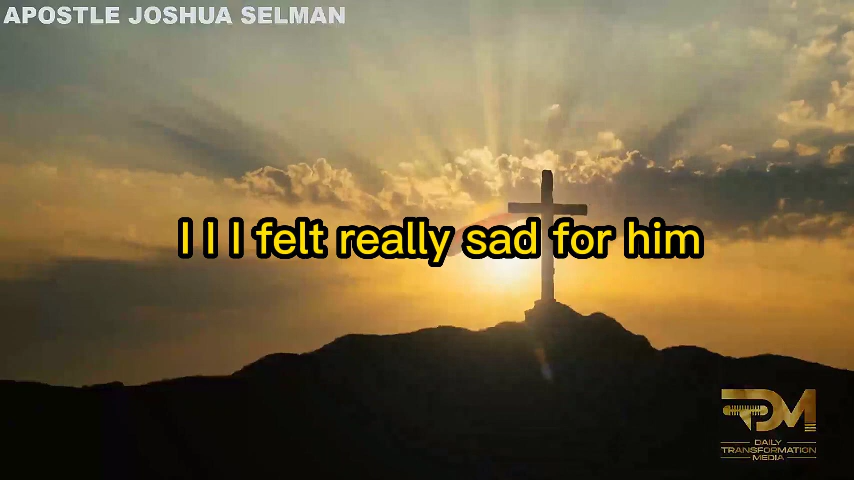 APOSTLE JOSHUA SELMAN
I I I felt really sad for him
DAILY
TRANSFORMATION
MEDIA